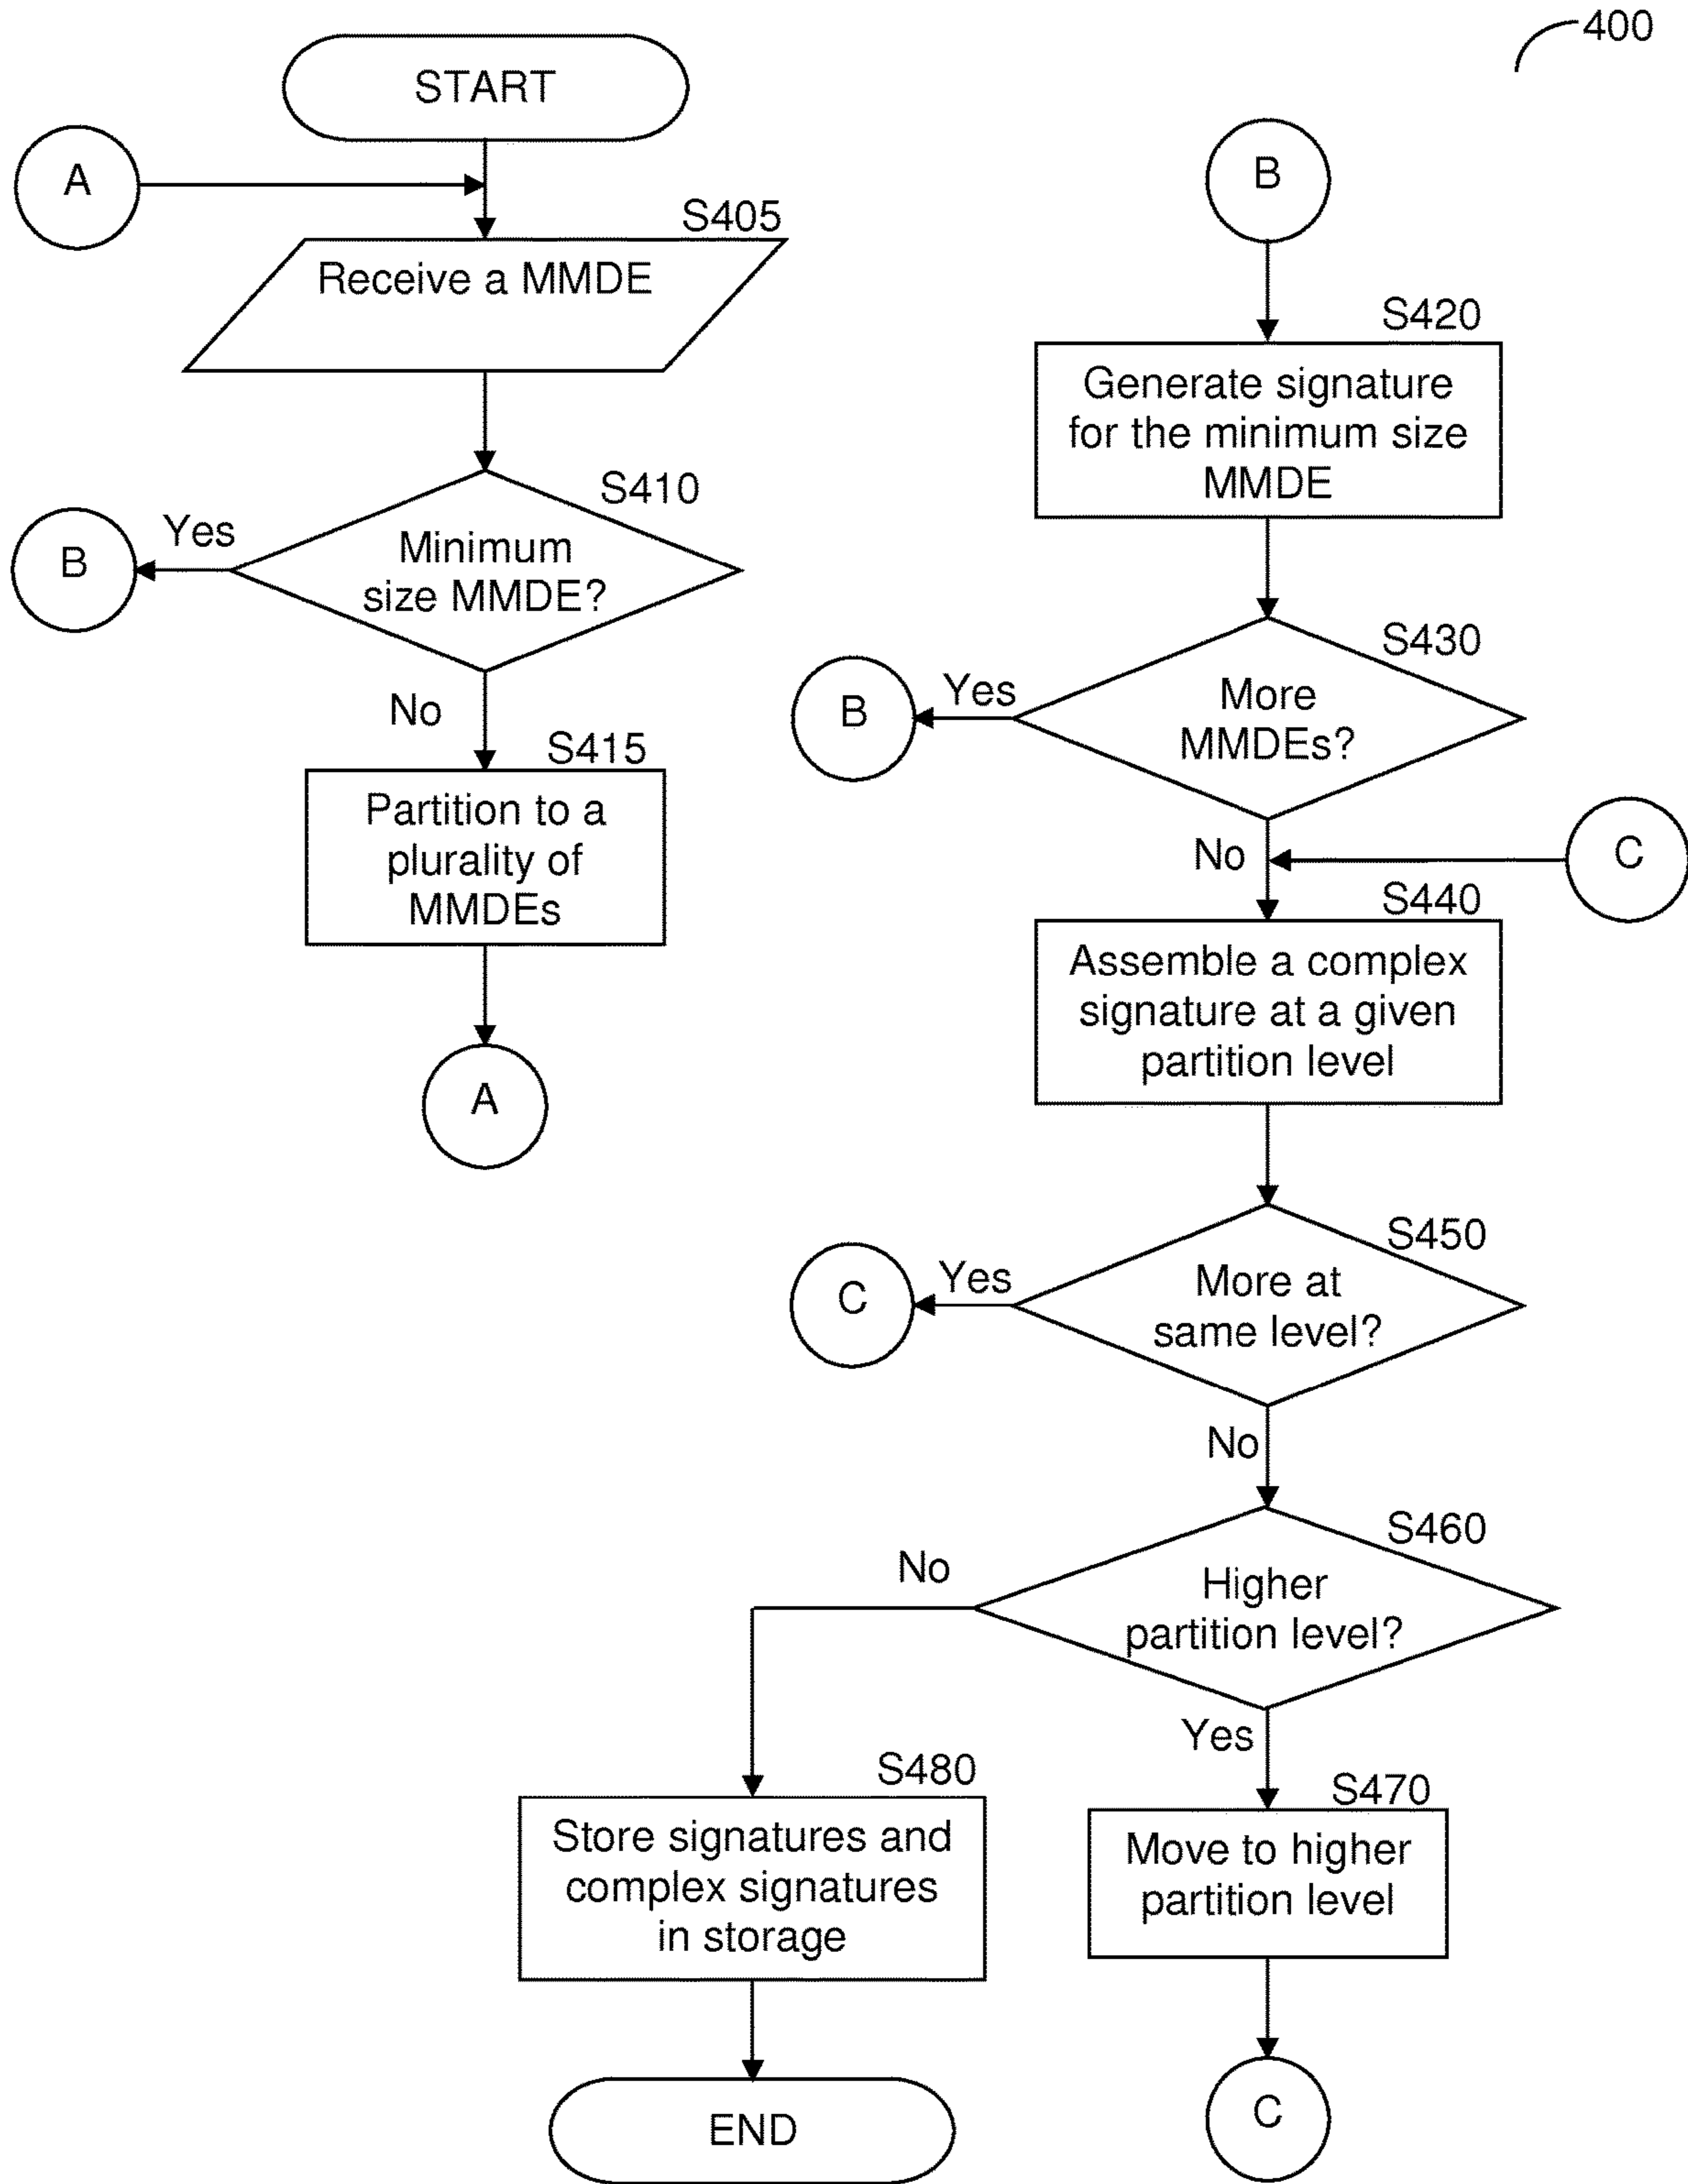 400
START
A
S405
Receive a MMDE
S410
Minimum
size MMDE?
Yes
B
No
S415
Partition to a
plurality of
MMDEs
A
B
S420
Generate signature
for the minimum size
MMDE
S430
More
MMDEs?
Yes
B
No
C
S440
Assemble a complex
signature at a given
partition level
S450
More at
same level?
Yes
C
No
S460
Higher
partition level?
No
Yes
S480
Store signatures and
complex signatures
in storage
S470
Move to higher
partition level
END
C